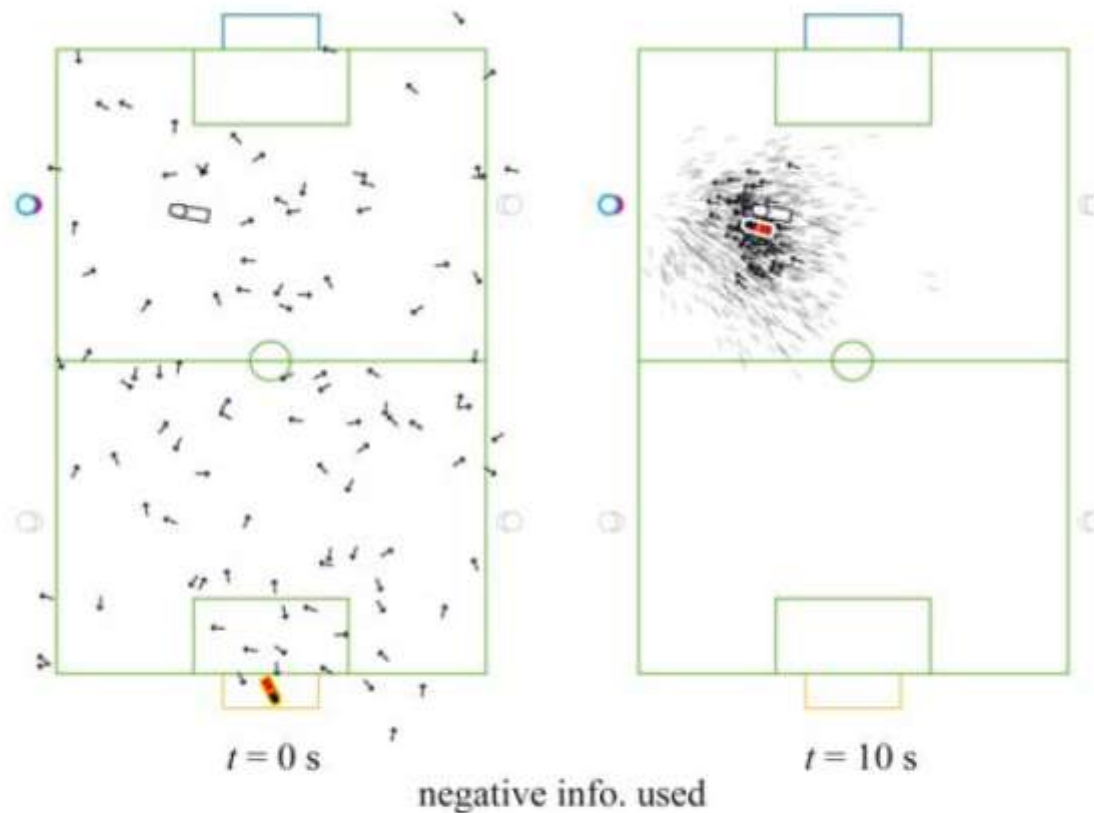 t = 0 s
t = 10 s
negative info. used